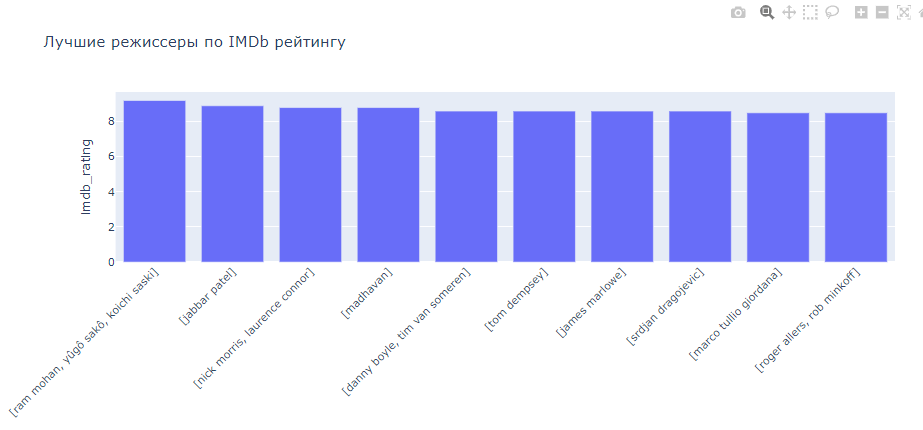 Лучшие режиссеры по IMDb рейтингу
Imdb_rating
8
6
4
2
0
[ram mohan, yûgô sakô, koichi saski]
[jabbar patel]
[nick morris, laurence connor]
[madhavan]
[danny boyle, tim van someren]
[tom dempsey]
[james marlowe]
[srdjan dragojevic]
[marco tullio giordana]
[roger allers, rob minkoff]